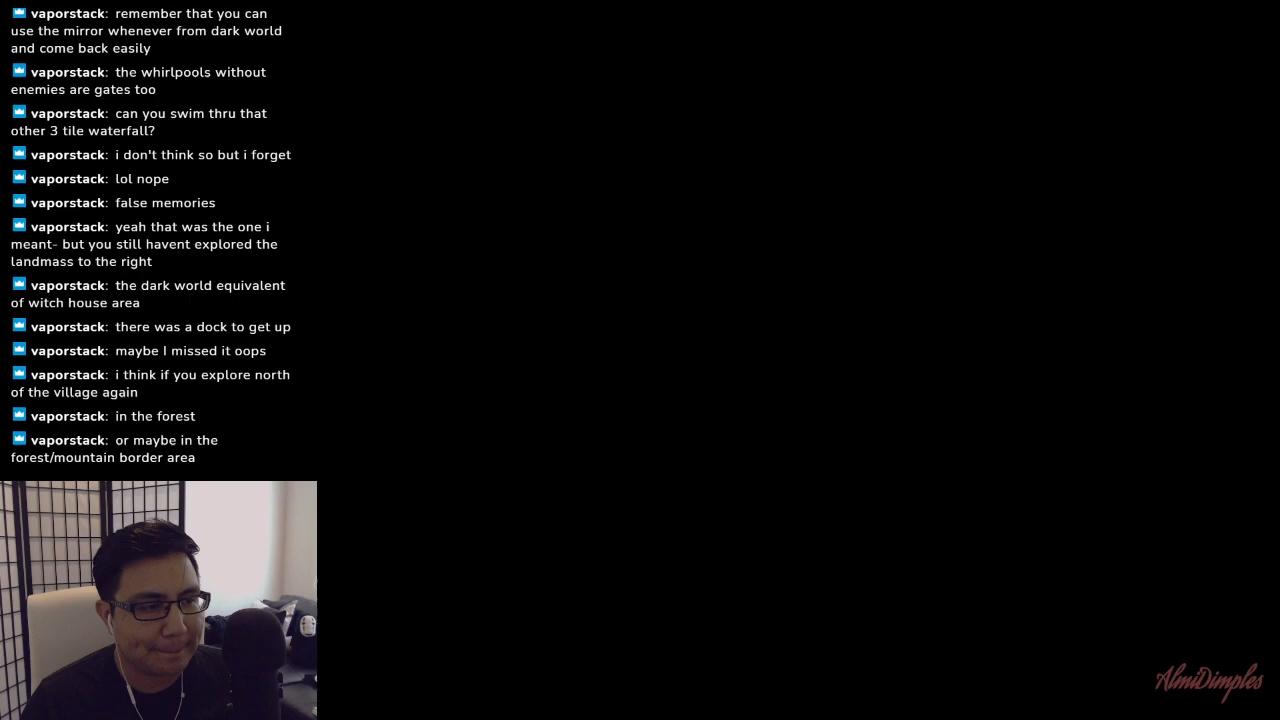 vaporstack: remember that you can
use the mirror whenever from dark world
and come back easily
vaporstack: the whirlpools without
enemies are gates too
vaporstack: can you swim thru that
other 3 tile waterfall?
vaporstack: i don't think so but i forget
vaporstack: lol nope
vaporstack: false memories
vaporstack: yeah that was the one i
meant- but you still havent explored the
landmass to the right
vaporstack: the dark world equivalent
of witch house area
vaporstack: there was a dock to get up
vaporstack: maybe I missed it oops
vaporstack: i think if you explore north
of the village again
vaporstack: in the forest
vaporstack: or maybe in the
forest/mountain border area
AlmiDimples